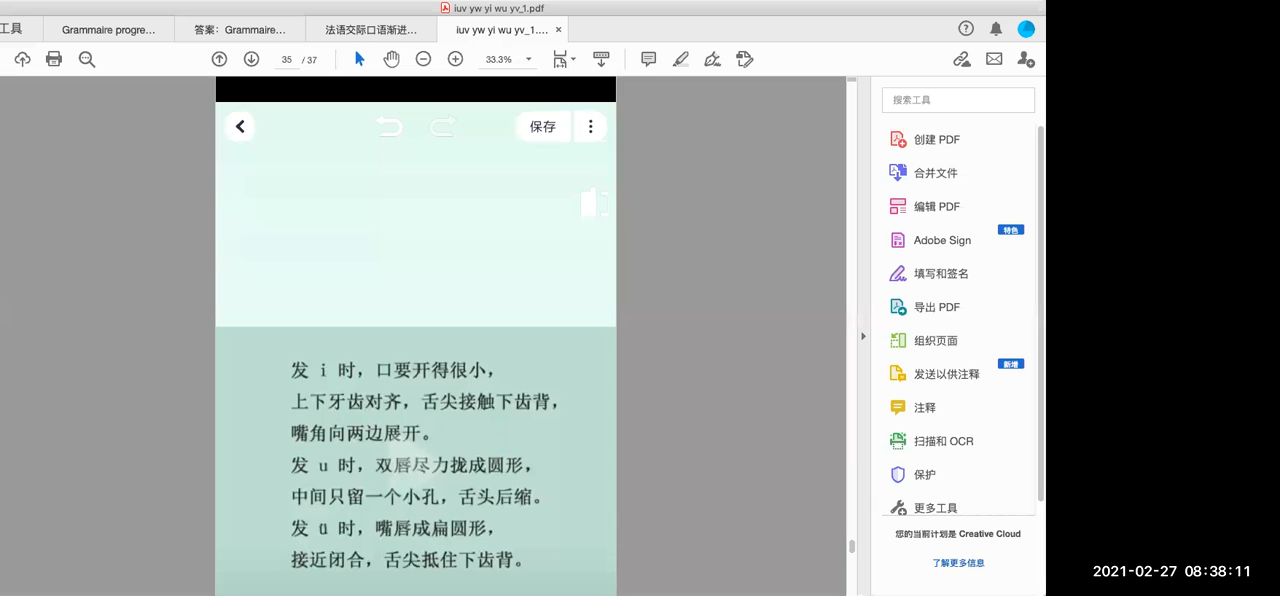 iuv yw yi wu yv_1.pdf
工具
Grammaire progre...
答案：Grammaire...
法语交际口语渐进...
iuv yw yi wu yv_1....
35 / 37
33.3%
搜索工具
保存
创建 PDF
合并文件
编辑 PDF
Adobe Sign
特色
填写和签名
导出 PDF
组织页面
发送以供注释
新增
注释
扫描和 OCR
保护
更多工具
您的当前计划是 Creative Cloud
了解更多信息
发 i 时，口要开得很小，
上下牙齿对齐，舌尖接触下齿背，
嘴角向两边展开。
发 u 时，双唇尽力拢成圆形，
中间只留一个小孔，舌头后缩。
发 ü 时，嘴唇成扁圆形，
接近闭合，舌尖抵住下齿背。
2021-02-27 08:38:11